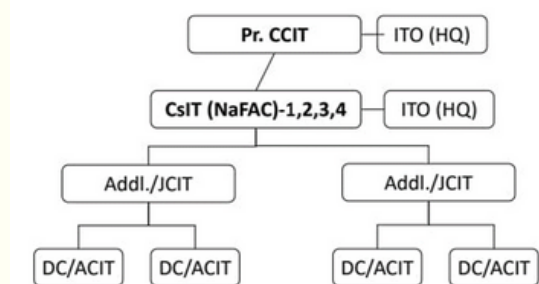 Pr. CCIT
ITO (HQ)
CsIT (NaFAC)-1,2,3,4
ITO (HQ)
Addl./JCIT
Addl./JCIT
DC/ACIT
DC/ACIT
DC/ACIT
DC/ACIT